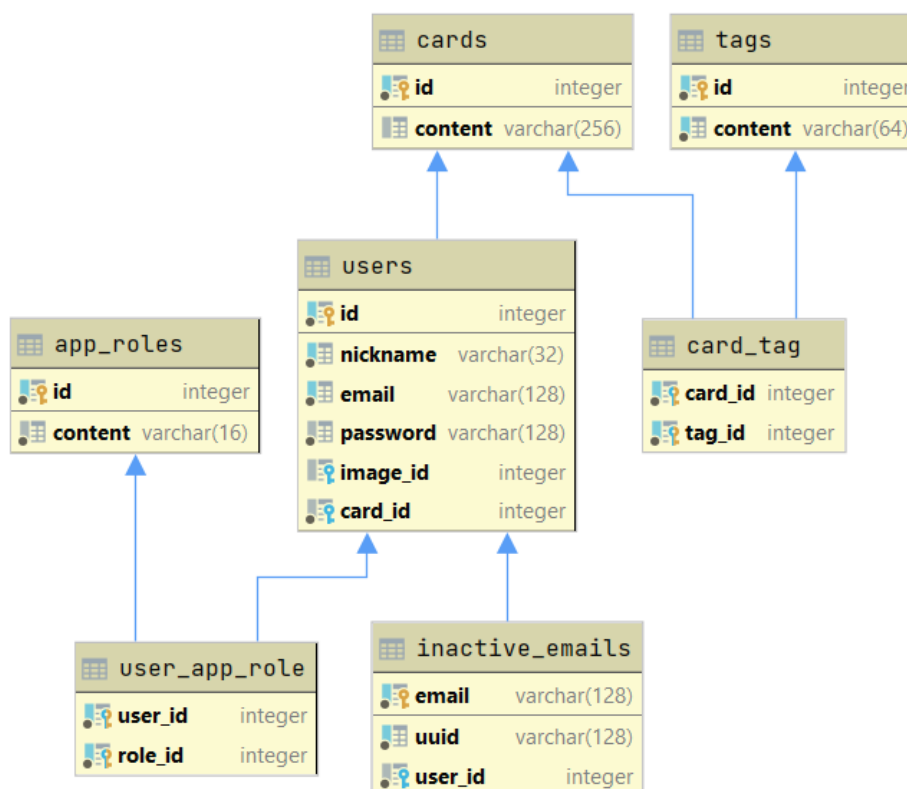 cards
id integer
content varchar(256)
tags
id integer
content varchar(64)
users
id integer
nickname varchar(32)
email varchar(128)
password varchar(128)
image_id integer
card_id integer
app_roles
id integer
content varchar(16)
card_tag
card_id integer
tag_id integer
user_app_role
user_id integer
role_id integer
inactive_emails
email varchar(128)
uuid varchar(128)
user_id integer